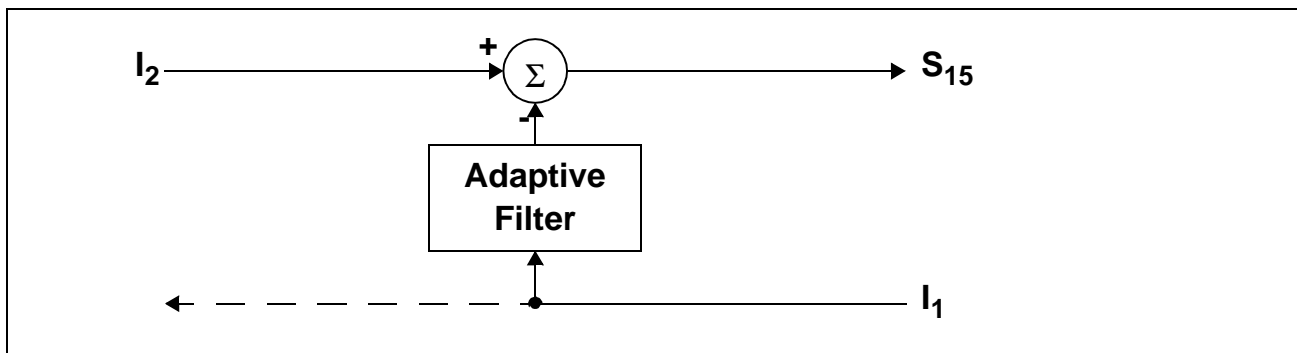 +
I2
Σ
S15
-
Adaptive
Filter
I1